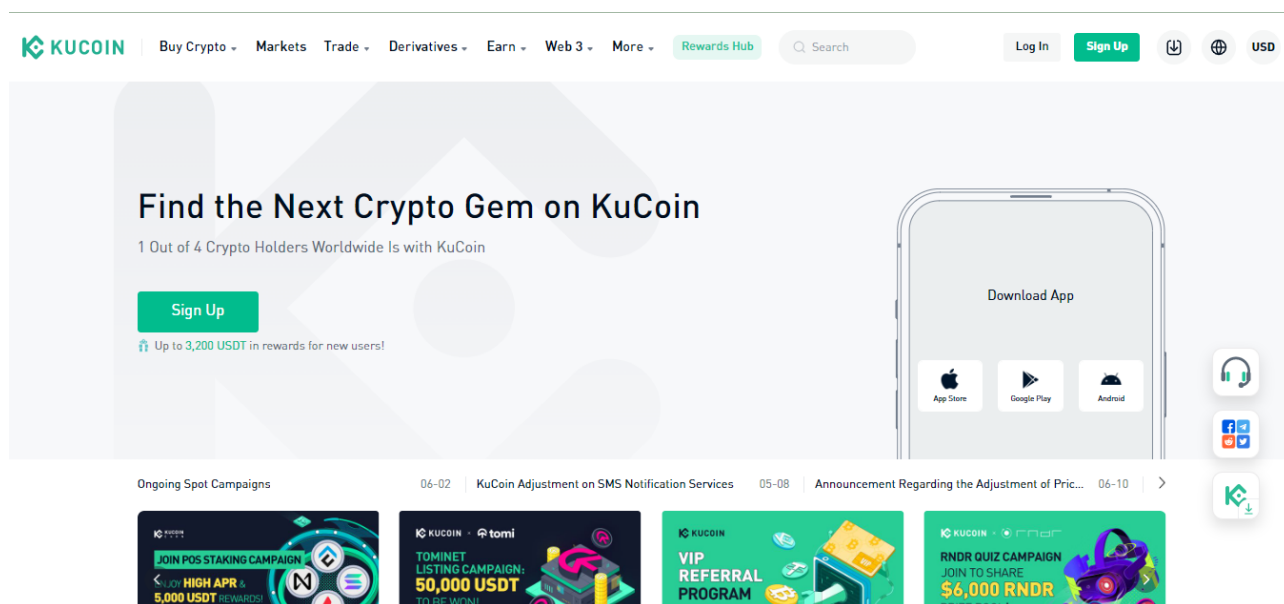 KUCOIN Buy Crypto Markets Trade Derivatives Earn Web 3 More Rewards Hub Search Log In Sign Up USD
Find the Next Crypto Gem on KuCoin
1 Out of 4 Crypto Holders Worldwide Is with KuCoin
Sign Up
Up to 3,200 USDT in rewards for new users!
Download App
App Store Google Play Android
Ongoing Spot Campaigns 06-02 KuCoin Adjustment on SMS Notification Services 05-08 Announcement Regarding the Adjustment of Pric... 06-10
KUCOIN
JOIN POS STAKING CAMPAIGN
ENJOY HIGH APR &
5,000 USDT REWARDS!
KUCOIN · tomi
TOMINET
LISTING CAMPAIGN:
50,000 USDT
TO BE WON!
KUCOIN
VIP
REFERRAL
PROGRAM
KUCOIN ·
RNDR QUIZ CAMPAIGN
JOIN TO SHARE
$6,000 RNDR